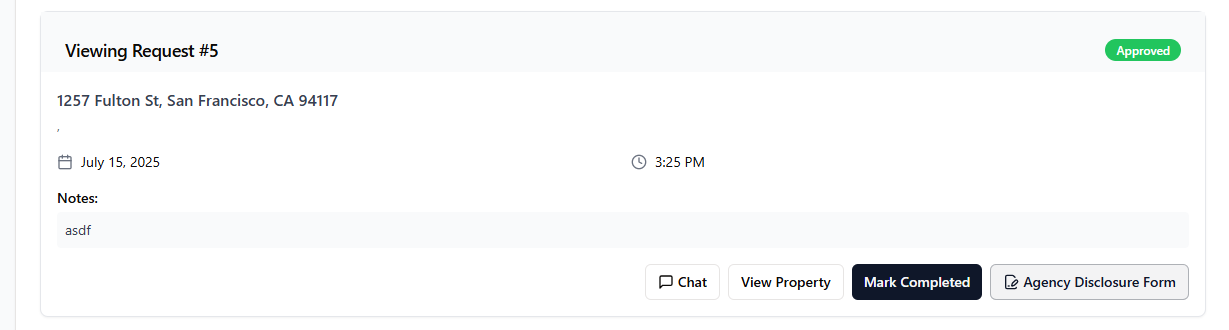 Viewing Request #5
Approved
1257 Fulton St, San Francisco, CA 94117
,
July 15, 2025
3:25 PM
Notes:
asdf
Chat
View Property
Mark Completed
Agency Disclosure Form